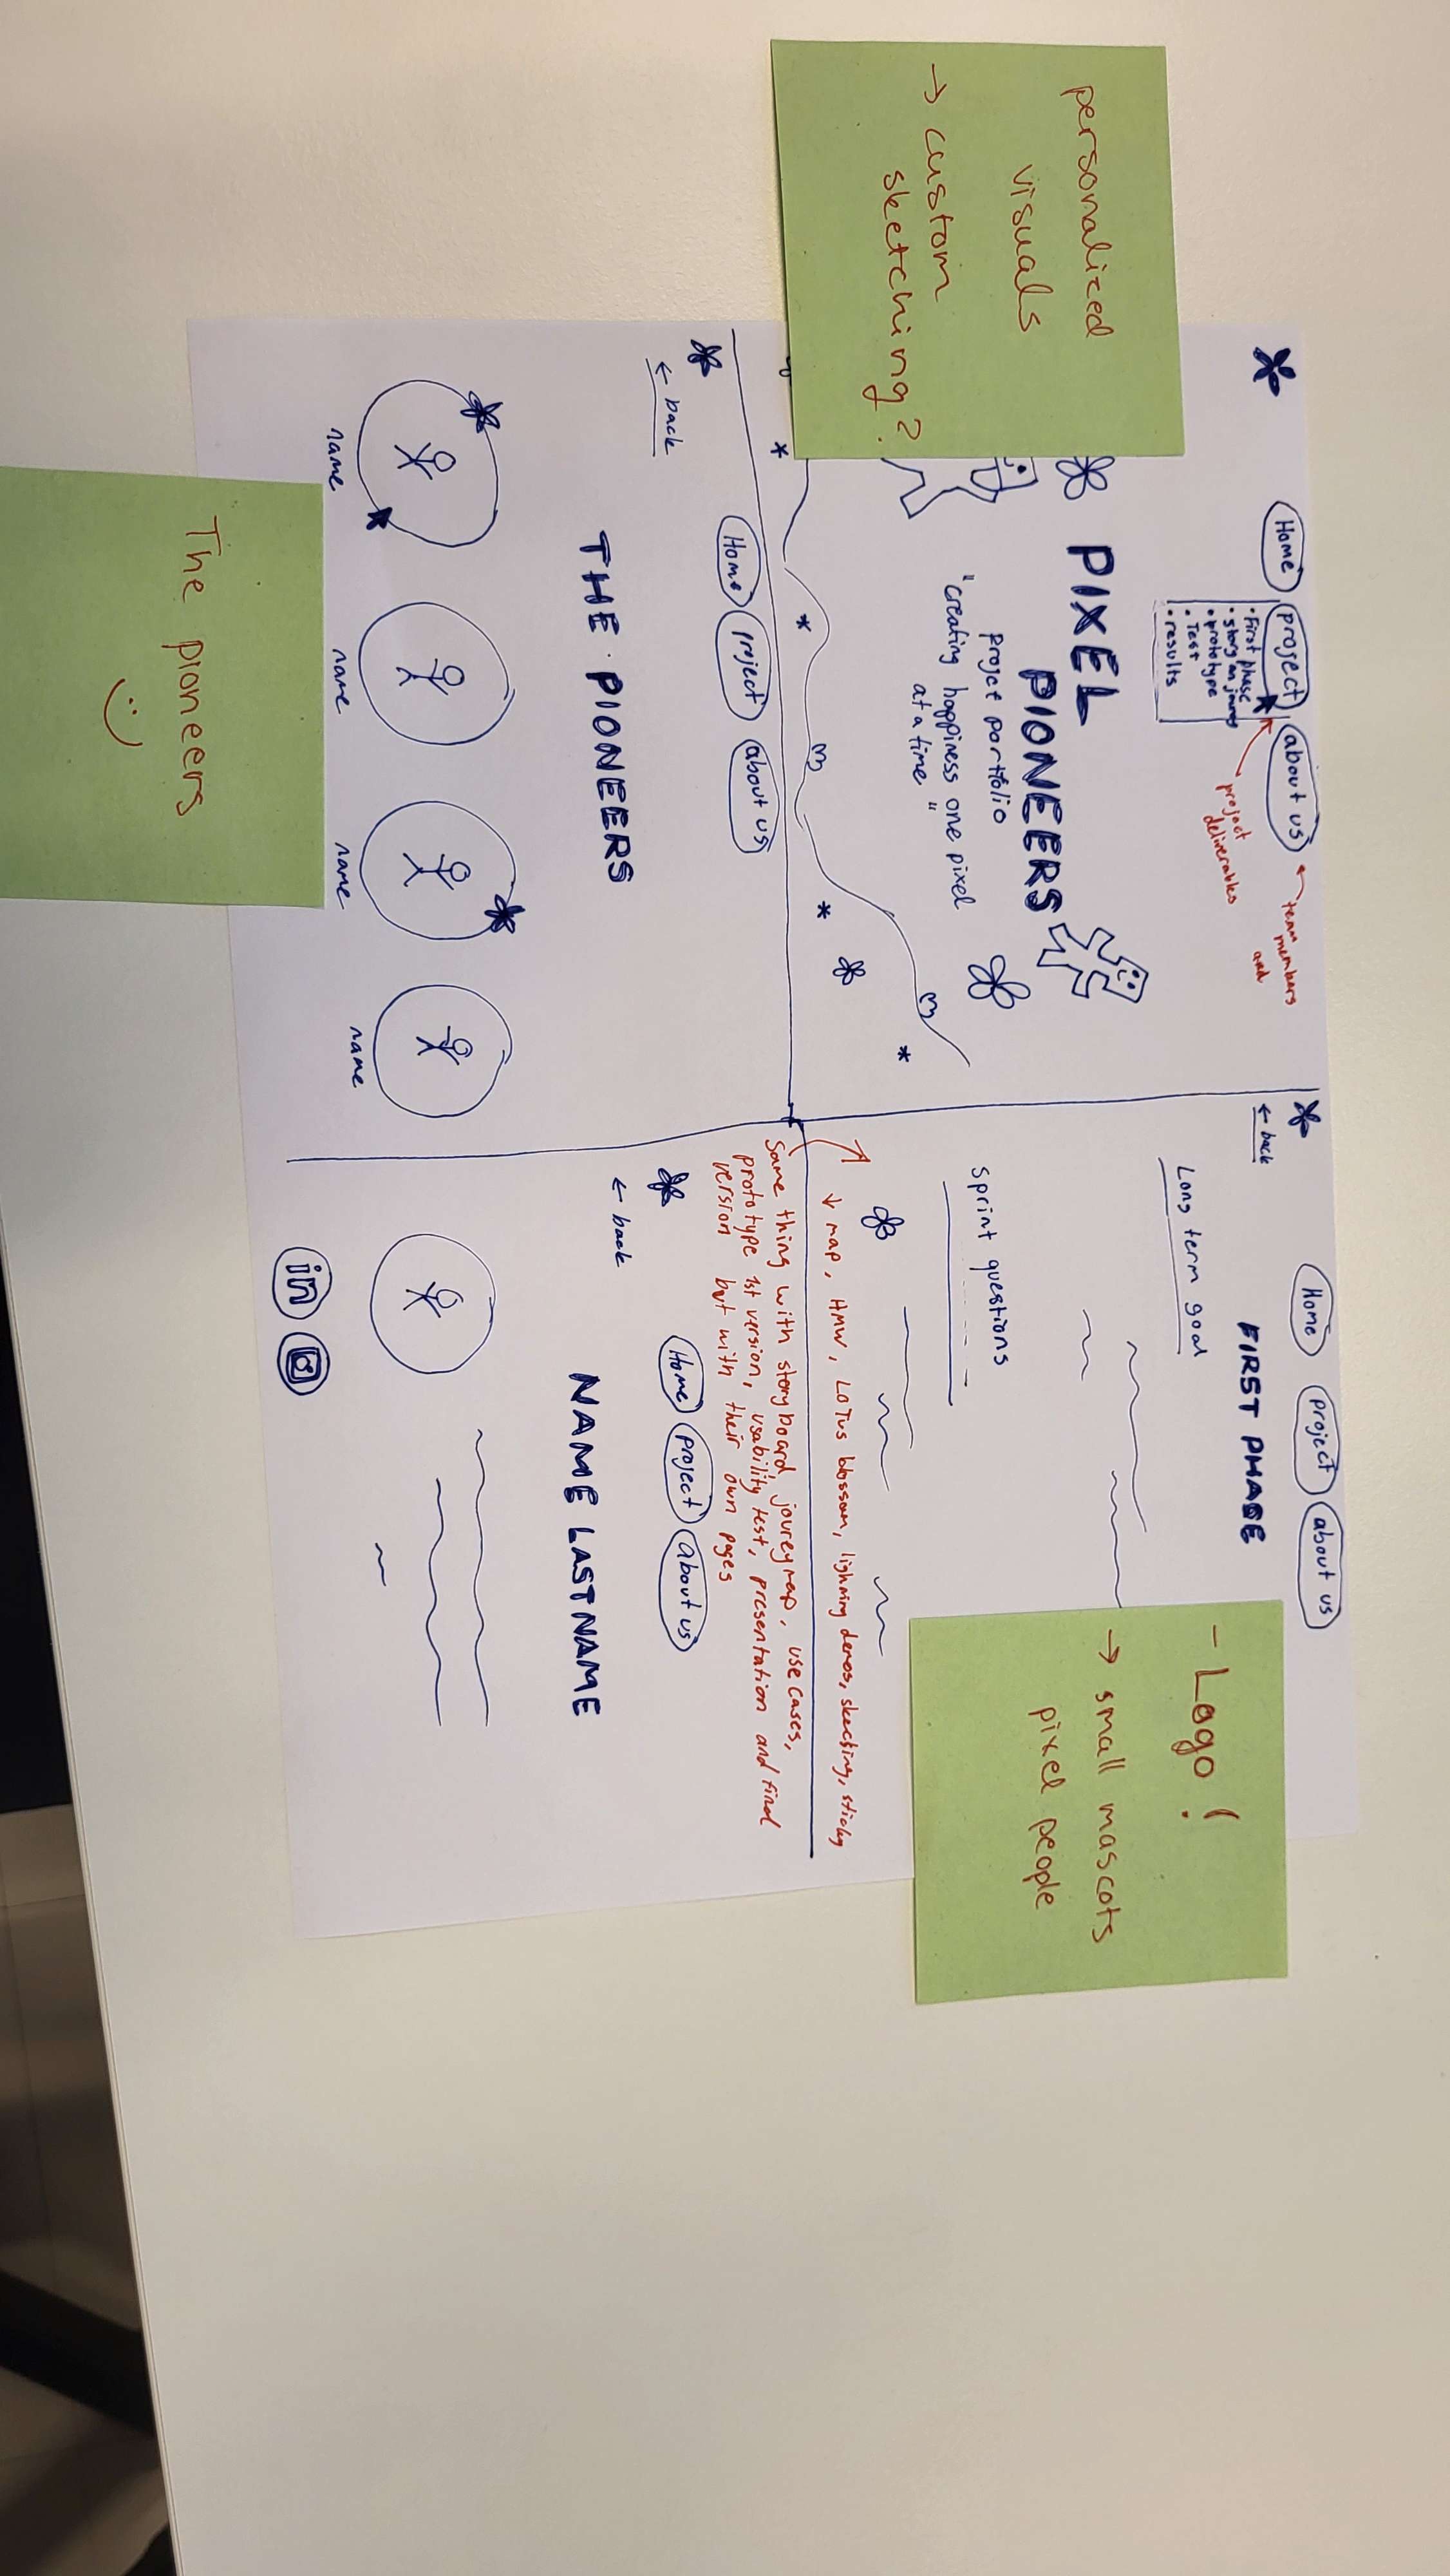 Home
project
about us
team
members
and
project
deliverables
• First phase
• story an journey
• prototype
• Test
• results
PIXEL
PIONEERS
projet portfolio
"creating happiness one pixel
at a time"
personalized
visuals
→ custom
sketching?
Home
project
about us
← back
FIRST PHASE
Long term goal
sprint questions
↓ map, HMW, LOTUS blossom, lighning demos, skecting, sticky
Same thing with storyboard, joureymap, use cases,
prototype 1st version, usability test, presentation and final
version but with their own pages
- Logo!
→ small mascots
pixel people
Home
project
about us
← back
THE PIONEERS
name
name
name
name
The pioneers
Home
project
about us
← back
NAME LASTNAME
in